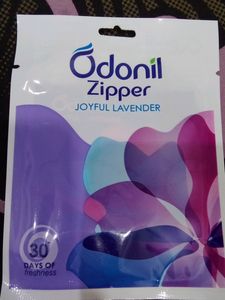 Odonil
Zipper
JOYFUL LAVENDER
30
DAYS OF
freshness